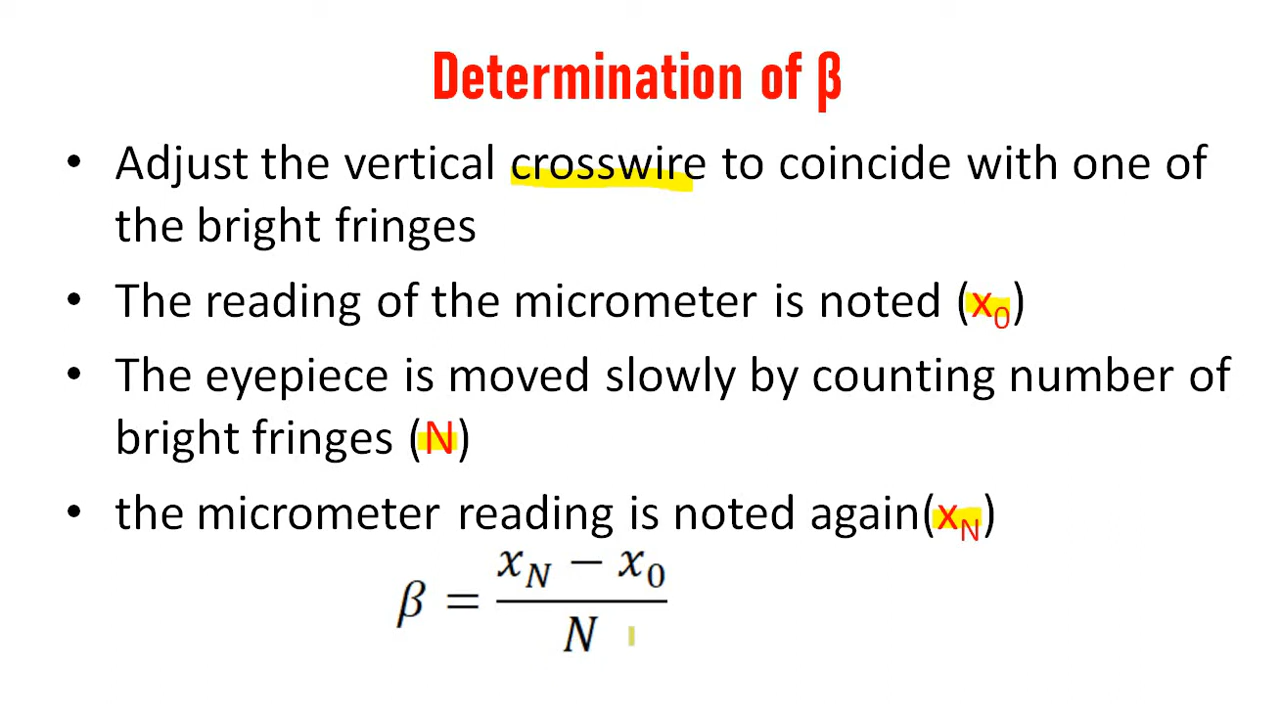 Determination of β
• Adjust the vertical crosswire to coincide with one of
the bright fringes
• The reading of the micrometer is noted (x₀)
• The eyepiece is moved slowly by counting number of
bright fringes (N)
• the micrometer reading is noted again(x_N)
β = (x_N − x₀) / N